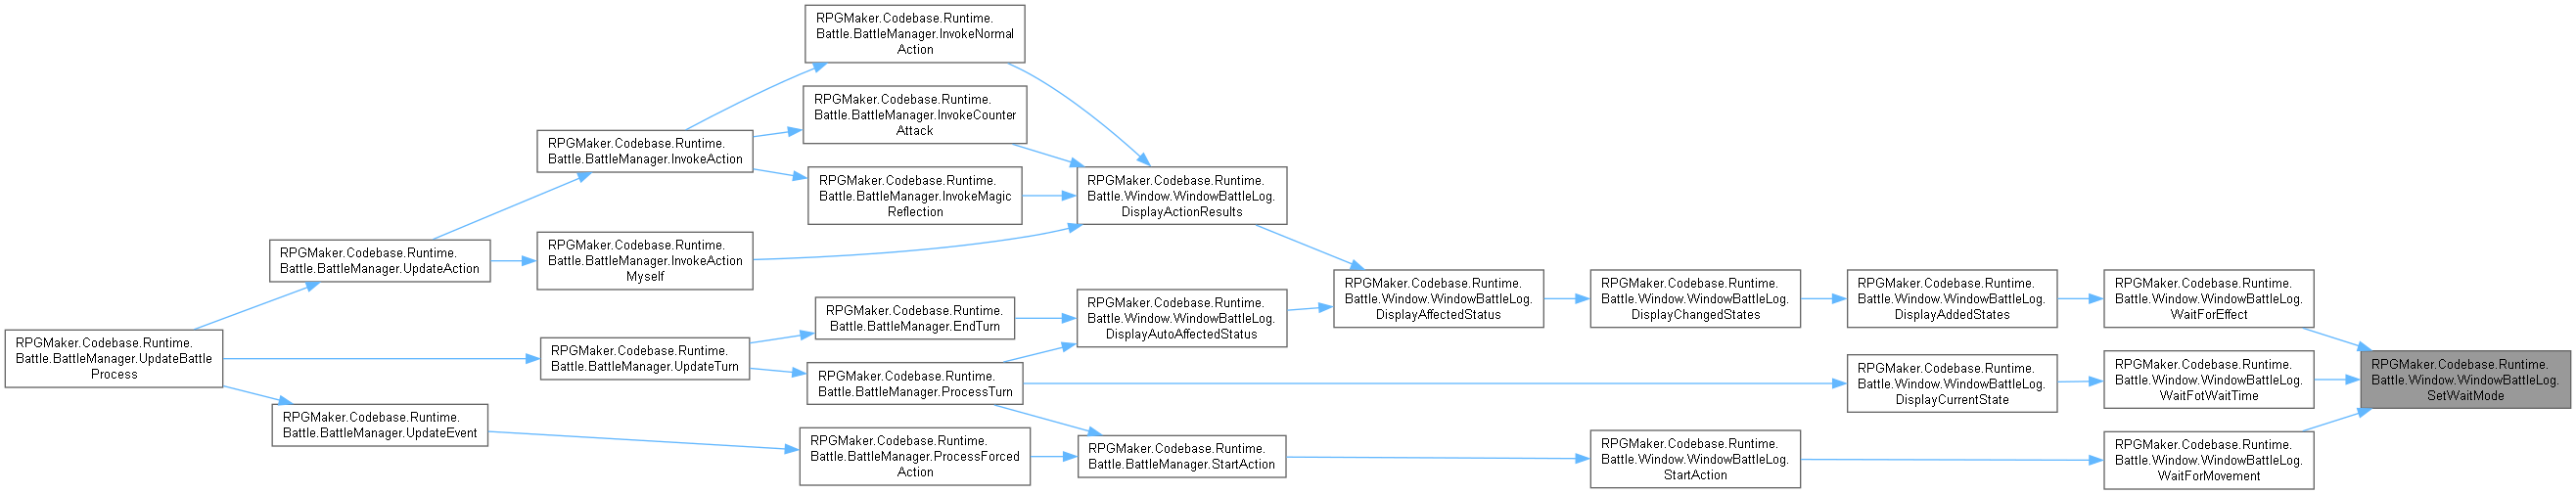 RPGMaker.Codebase.Runtime.
Battle.BattleManager.InvokeNormal
Action
RPGMaker.Codebase.Runtime.
Battle.BattleManager.InvokeCounter
Attack
RPGMaker.Codebase.Runtime.
Battle.BattleManager.InvokeAction
RPGMaker.Codebase.Runtime.
Battle.BattleManager.InvokeMagic
Reflection
RPGMaker.Codebase.Runtime.
Battle.Window.WindowBattleLog.
DisplayActionResults
RPGMaker.Codebase.Runtime.
Battle.BattleManager.UpdateAction
RPGMaker.Codebase.Runtime.
Battle.BattleManager.InvokeAction
Myself
RPGMaker.Codebase.Runtime.
Battle.Window.WindowBattleLog.
DisplayAffectedStatus
RPGMaker.Codebase.Runtime.
Battle.Window.WindowBattleLog.
DisplayChangedStates
RPGMaker.Codebase.Runtime.
Battle.Window.WindowBattleLog.
DisplayAddedStates
RPGMaker.Codebase.Runtime.
Battle.Window.WindowBattleLog.
WaitForEffect
RPGMaker.Codebase.Runtime.
Battle.BattleManager.EndTurn
RPGMaker.Codebase.Runtime.
Battle.Window.WindowBattleLog.
DisplayAutoAffectedStatus
RPGMaker.Codebase.Runtime.
Battle.BattleManager.UpdateBattle
Process
RPGMaker.Codebase.Runtime.
Battle.BattleManager.UpdateTurn
RPGMaker.Codebase.Runtime.
Battle.BattleManager.ProcessTurn
RPGMaker.Codebase.Runtime.
Battle.Window.WindowBattleLog.
DisplayCurrentState
RPGMaker.Codebase.Runtime.
Battle.Window.WindowBattleLog.
WaitFotWaitTime
RPGMaker.Codebase.Runtime.
Battle.Window.WindowBattleLog.
SetWaitMode
RPGMaker.Codebase.Runtime.
Battle.BattleManager.UpdateEvent
RPGMaker.Codebase.Runtime.
Battle.BattleManager.ProcessForced
Action
RPGMaker.Codebase.Runtime.
Battle.BattleManager.StartAction
RPGMaker.Codebase.Runtime.
Battle.Window.WindowBattleLog.
StartAction
RPGMaker.Codebase.Runtime.
Battle.Window.WindowBattleLog.
WaitForMovement